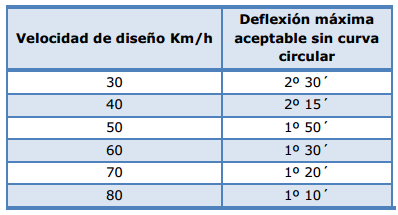 Velocidad de diseño Km/h
Deflexión máxima
aceptable sin curva
circular
30 2º 30´
40 2º 15´
50 1º 50´
60 1º 30´
70 1º 20´
80 1º 10´